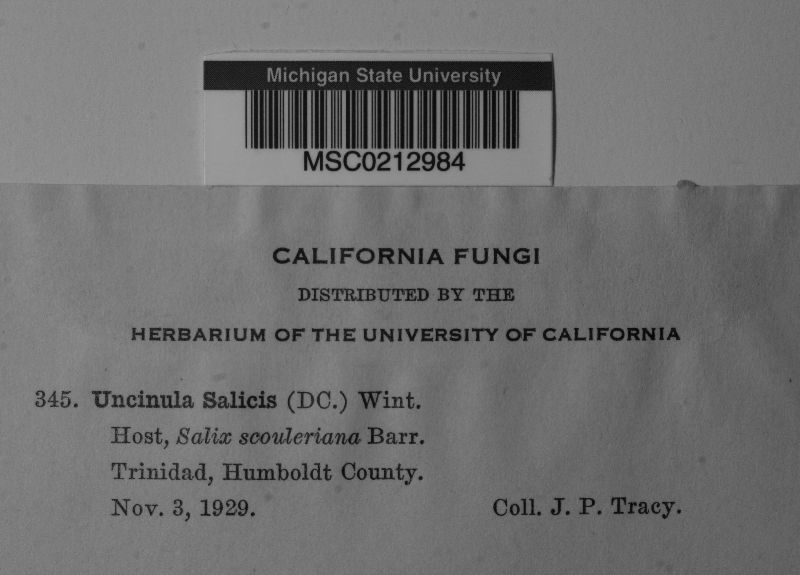 Michigan State University
MSC0212984
CALIFORNIA FUNGI
DISTRIBUTED BY THE
HERBARIUM OF THE UNIVERSITY OF CALIFORNIA
345. Uncinula Salicis (DC.) Wint.
Host, Salix scouleriana Barr.
Trinidad, Humboldt County.
Nov. 3, 1929. Coll. J. P. Tracy.